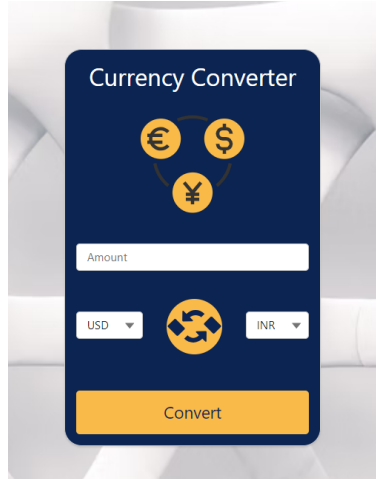 Currency Converter
€ $
¥
Amount
USD INR
Convert